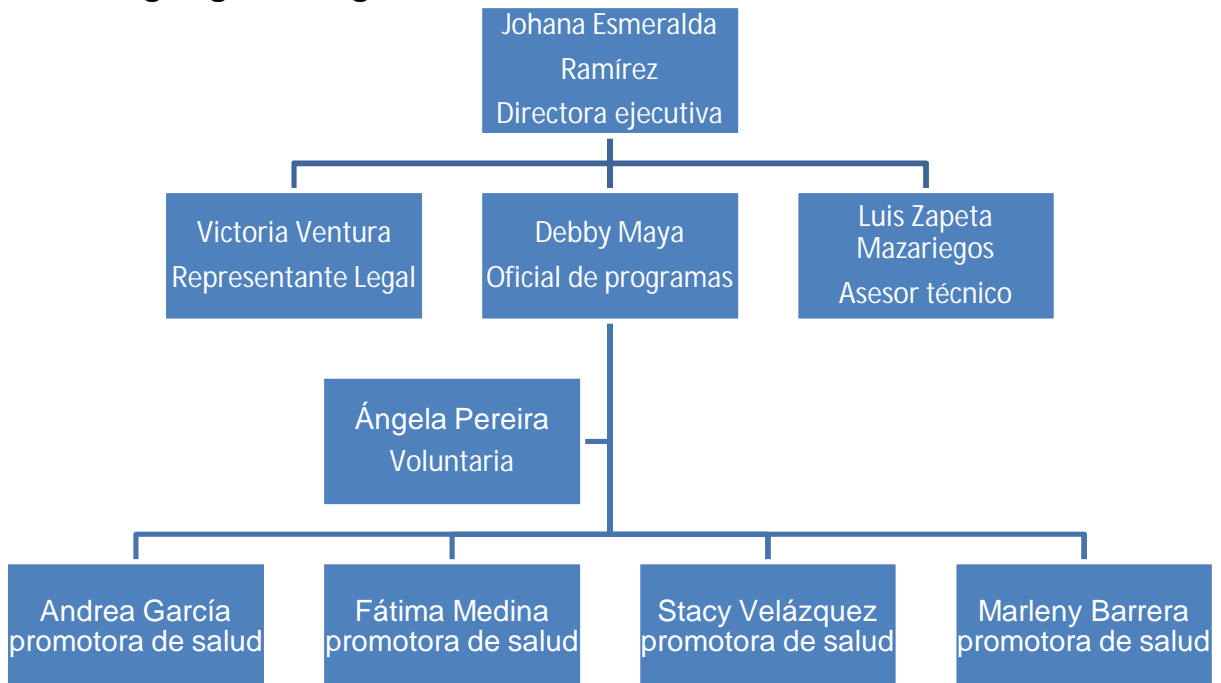 Johana Esmeralda
Ramírez
Directora ejecutiva
Victoria Ventura
Representante Legal
Debby Maya
Oficial de programas
Luis Zapeta
Mazariegos
Asesor técnico
Ángela Pereira
Voluntaria
Andrea García
promotora de salud
Fátima Medina
promotora de salud
Stacy Velázquez
promotora de salud
Marleny Barrera
promotora de salud